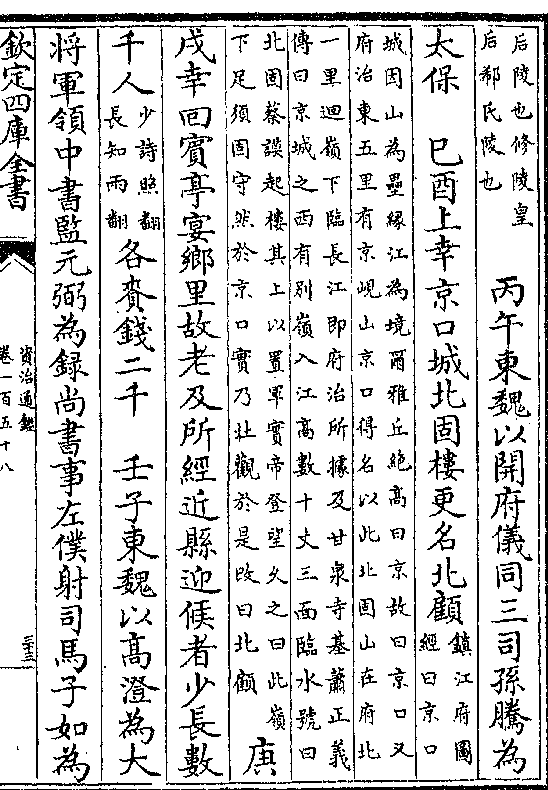 后陵也修陵皇
后郗氏陵也
丙午東魏以開府儀同三司孫騰為
太保　巳酉上幸京口城北固樓更名北顧
鎮江府圖
經曰京口
城因山為壘縁江為境爾雅丘絶高曰京故曰京口又
府治東五里有京峴山京口得名以此北固山在府北
一里迴嶺下臨長江即府治所據及甘泉寺基蕭正義
傳曰京城之西有别嶺入江高數十丈三面臨水號曰
北固蔡謨起樓其上以置軍實帝登望久之曰此嶺
下足須固守然於京口實乃壯觀於是改曰北顧
庚
戌幸回賓亭宴鄉里故老及所經近縣迎候者少長數
千人
少詩照翻
長知兩翻
各賚錢二千　壬子東魏以高澄為大
將軍領中書監元弼為録尚書事左僕射司馬子如為
欽定四庫全書
資治通鑑
卷一百五十八
三十三